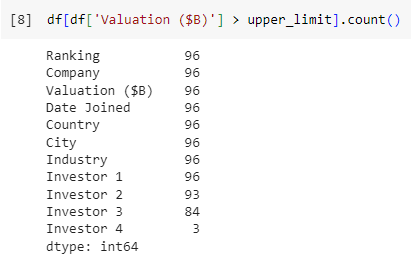 [8] df[df['Valuation ($B)'] > upper_limit].count()
Ranking 96
Company 96
Valuation ($B) 96
Date Joined 96
Country 96
City 96
Industry 96
Investor 1 96
Investor 2 93
Investor 3 84
Investor 4 3
dtype: int64